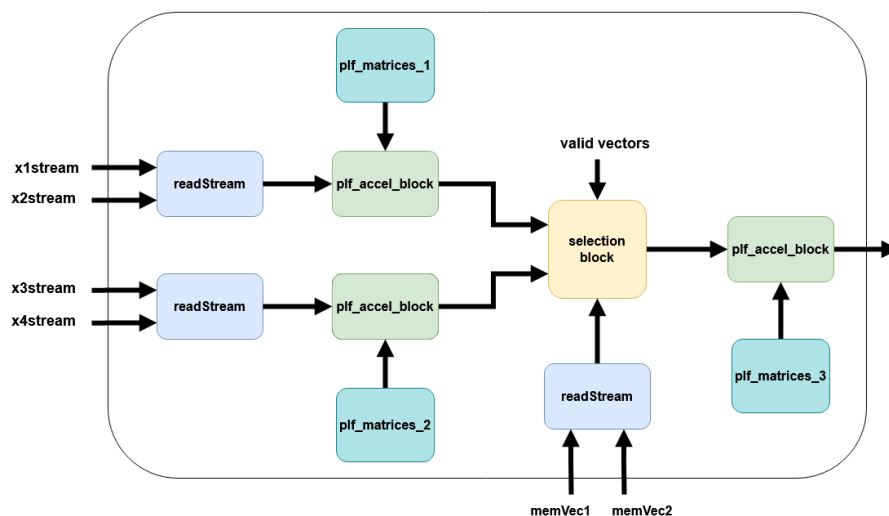 plf_matrices_1
valid vectors
x1stream
x2stream
readStream
plf_accel_block
selection
block
plf_accel_block
x3stream
x4stream
readStream
plf_accel_block
plf_matrices_2
readStream
plf_matrices_3
memVec1
memVec2